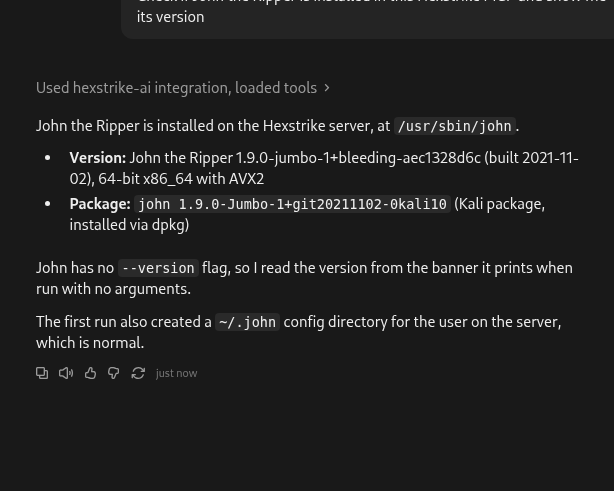 its version
Used hexstrike-ai integration, loaded tools >
John the Ripper is installed on the Hexstrike server, at /usr/sbin/john.
• Version: John the Ripper 1.9.0-jumbo-1+bleeding-aec1328d6c (built 2021-11-
02), 64-bit x86_64 with AVX2
• Package: john 1.9.0-Jumbo-1+git20211102-0kali10 (Kali package,
installed via dpkg)
John has no --version flag, so I read the version from the banner it prints when
run with no arguments.
The first run also created a ~/.john config directory for the user on the server,
which is normal.
just now